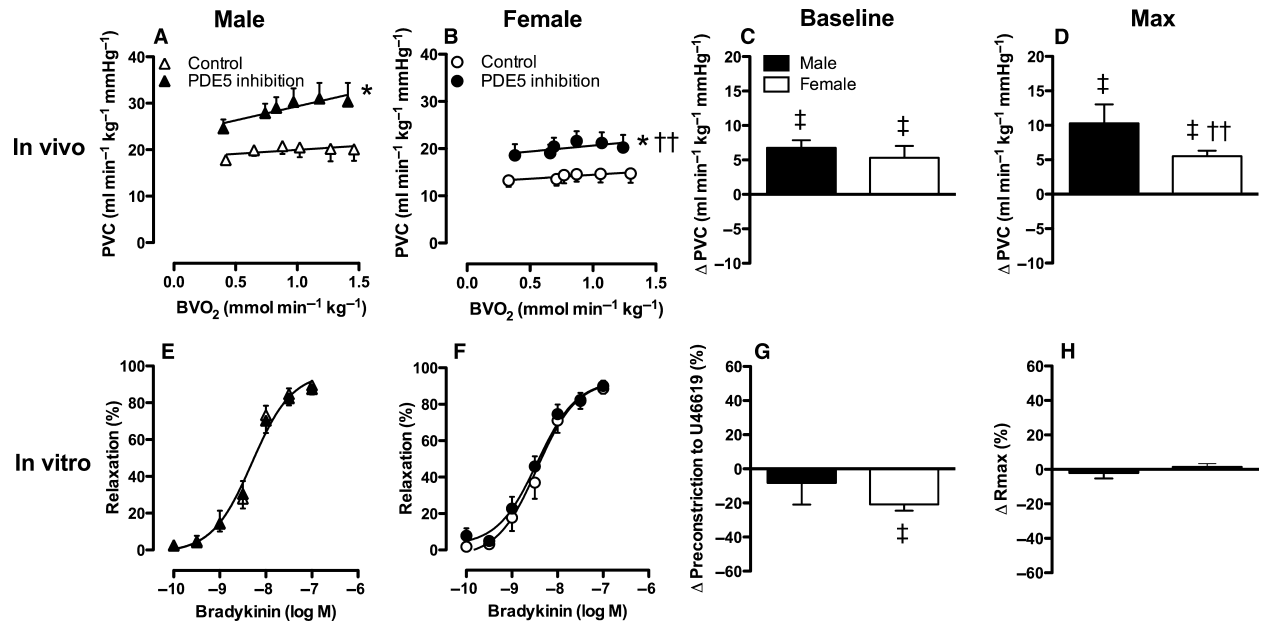 Male
Female
Baseline
Max
In vivo
A
PVC (ml min⁻¹ kg⁻¹ mmHg⁻¹)
40
30
20
10
0
Control
PDE5 inhibition
*
0.0 0.5 1.0 1.5
BVO₂ (mmol min⁻¹ kg⁻¹)
B
PVC (ml min⁻¹ kg⁻¹ mmHg⁻¹)
40
30
20
10
0
Control
PDE5 inhibition
* ††
0.0 0.5 1.0 1.5
BVO₂ (mmol min⁻¹ kg⁻¹)
C
Δ PVC (ml min⁻¹ kg⁻¹ mmHg⁻¹)
20
15
10
5
0
−5
−10
Male
Female
‡
‡
D
Δ PVC (ml min⁻¹ kg⁻¹ mmHg⁻¹)
20
15
10
5
0
−5
−10
‡
‡ ††
In vitro
E
Relaxation (%)
100
80
60
40
20
0
−10 −9 −8 −7 −6
Bradykinin (log M)
F
Relaxation (%)
100
80
60
40
20
0
−10 −9 −8 −7 −6
Bradykinin (log M)
G
Δ Preconstriction to U46619 (%)
60
40
20
0
−20
−40
−60
‡
H
Δ Rmax (%)
60
40
20
0
−20
−40
−60